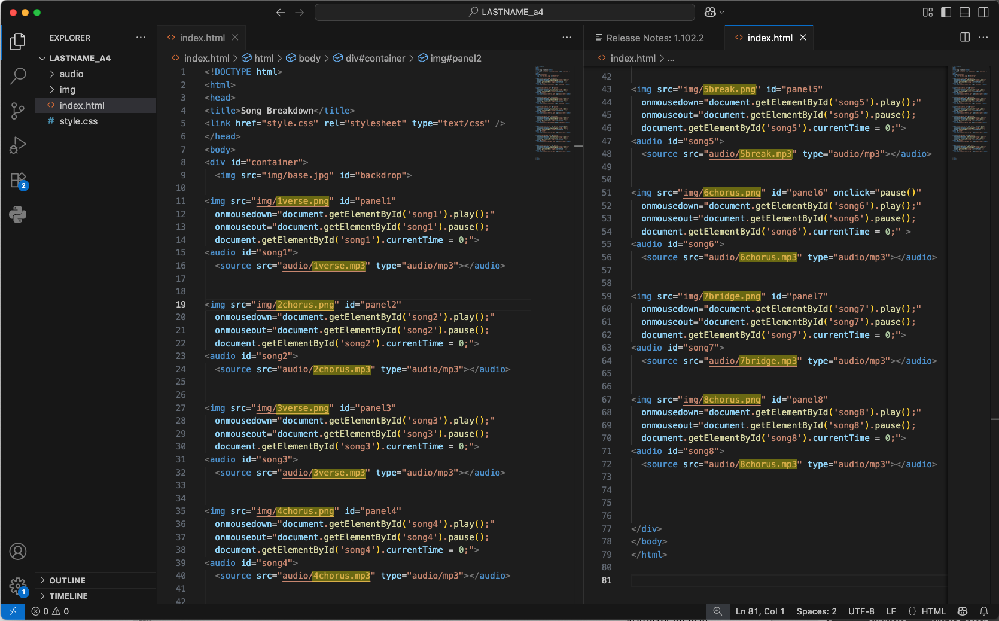 LASTNAME_a4
EXPLORER
LASTNAME_A4
audio
img
index.html
style.css
OUTLINE
TIMELINE
index.html
index.html > html > body > div#container > img#panel2
1 <!DOCTYPE html>
2 <html>
3 <head>
4 <title>Song Breakdown</title>
5 <link href="style.css" rel="stylesheet" type="text/css" />
6 </head>
7 <body>
8 <div id="container">
9 <img src="img/base.jpg" id="backdrop">
10
11 <img src="img/1verse.png" id="panel1"
12 onmousedown="document.getElementById('song1').play();"
13 onmouseout="document.getElementById('song1').pause();
14 document.getElementById('song1').currentTime = 0;">
15 <audio id="song1">
16 <source src="audio/1verse.mp3" type="audio/mp3"></audio>
17
18
19 <img src="img/2chorus.png" id="panel2"
20 onmousedown="document.getElementById('song2').play();"
21 onmouseout="document.getElementById('song2').pause();
22 document.getElementById('song2').currentTime = 0;">
23 <audio id="song2">
24 <source src="audio/2chorus.mp3" type="audio/mp3"></audio>
25
26
27 <img src="img/3verse.png" id="panel3"
28 onmousedown="document.getElementById('song3').play();"
29 onmouseout="document.getElementById('song3').pause();
30 document.getElementById('song3').currentTime = 0;">
31 <audio id="song3">
32 <source src="audio/3verse.mp3" type="audio/mp3"></audio>
33
34
35 <img src="img/4chorus.png" id="panel4"
36 onmousedown="document.getElementById('song4').play();"
37 onmouseout="document.getElementById('song4').pause();
38 document.getElementById('song4').currentTime = 0;">
39 <audio id="song4">
40 <source src="audio/4chorus.mp3" type="audio/mp3"></audio>
41
42
Release Notes: 1.102.2
index.html
index.html > ...
42
43 <img src="img/5break.png" id="panel5"
44 onmousedown="document.getElementById('song5').play();"
45 onmouseout="document.getElementById('song5').pause();
46 document.getElementById('song5').currentTime = 0;">
47 <audio id="song5">
48 <source src="audio/5break.mp3" type="audio/mp3"></audio>
49
50
51 <img src="img/6chorus.png" id="panel6" onclick="pause()"
52 onmousedown="document.getElementById('song6').play();"
53 onmouseout="document.getElementById('song6').pause();
54 document.getElementById('song6').currentTime = 0;" >
55 <audio id="song6">
56 <source src="audio/6chorus.mp3" type="audio/mp3"></audio>
57
58
59 <img src="img/7bridge.png" id="panel7"
60 onmousedown="document.getElementById('song7').play();"
61 onmouseout="document.getElementById('song7').pause();
62 document.getElementById('song7').currentTime = 0;">
63 <audio id="song7">
64 <source src="audio/7bridge.mp3" type="audio/mp3"></audio>
65
66
67 <img src="img/8chorus.png" id="panel8"
68 onmousedown="document.getElementById('song8').play();"
69 onmouseout="document.getElementById('song8').pause();
70 document.getElementById('song8').currentTime = 0;">
71 <audio id="song8">
72 <source src="audio/8chorus.mp3" type="audio/mp3"></audio>
73
74
75
76
77 </div>
78 </body>
79 </html>
80
81
2
1
0 0
Ln 81, Col 1 Spaces: 2 UTF-8 LF {} HTML